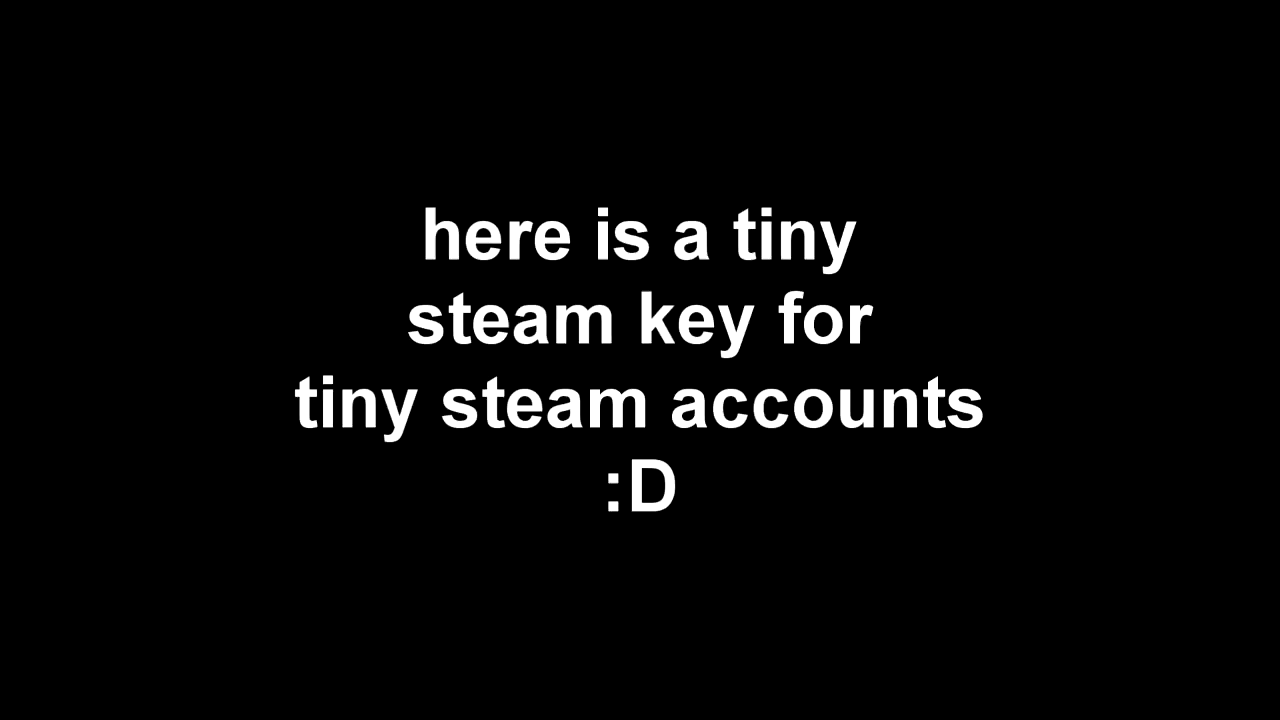 here is a tiny
steam key for
tiny steam accounts
:D